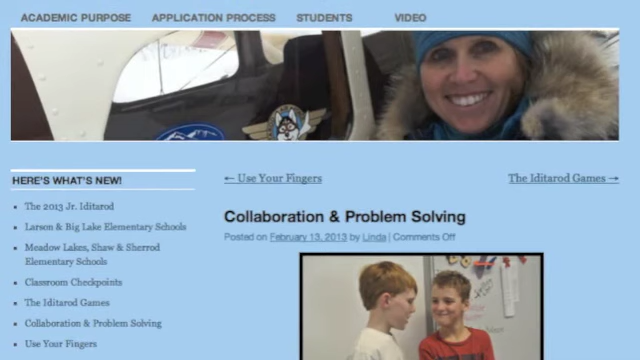 ACADEMIC PURPOSE APPLICATION PROCESS STUDENTS VIDEO
HERE'S WHAT'S NEW!
The 2013 Jr. Iditarod
Larson & Big Lake Elementary Schools
Meadow Lakes, Shaw & Sherrod
Elementary Schools
Classroom Checkpoints
The Iditarod Games
Collaboration & Problem Solving
Use Your Fingers
← Use Your Fingers The Iditarod Games →
Collaboration & Problem Solving
Posted on February 13, 2013 by Linda | Comments Off